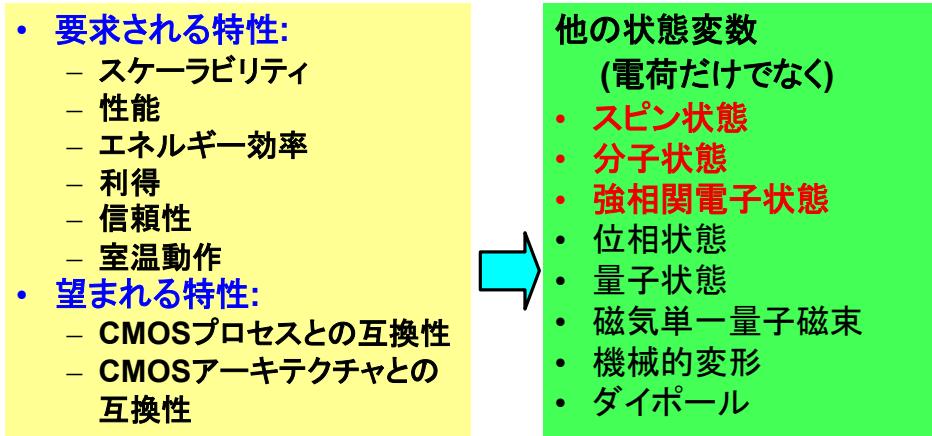 • 要求される特性:
– スケーラビリティ
– 性能
– エネルギー効率
– 利得
– 信頼性
– 室温動作
• 望まれる特性:
– CMOSプロセスとの互換性
– CMOSアーキテクチャとの
互換性
他の状態変数
(電荷だけでなく)
• スピン状態
• 分子状態
• 強相関電子状態
• 位相状態
• 量子状態
• 磁気単一量子磁束
• 機械的変形
• ダイポール